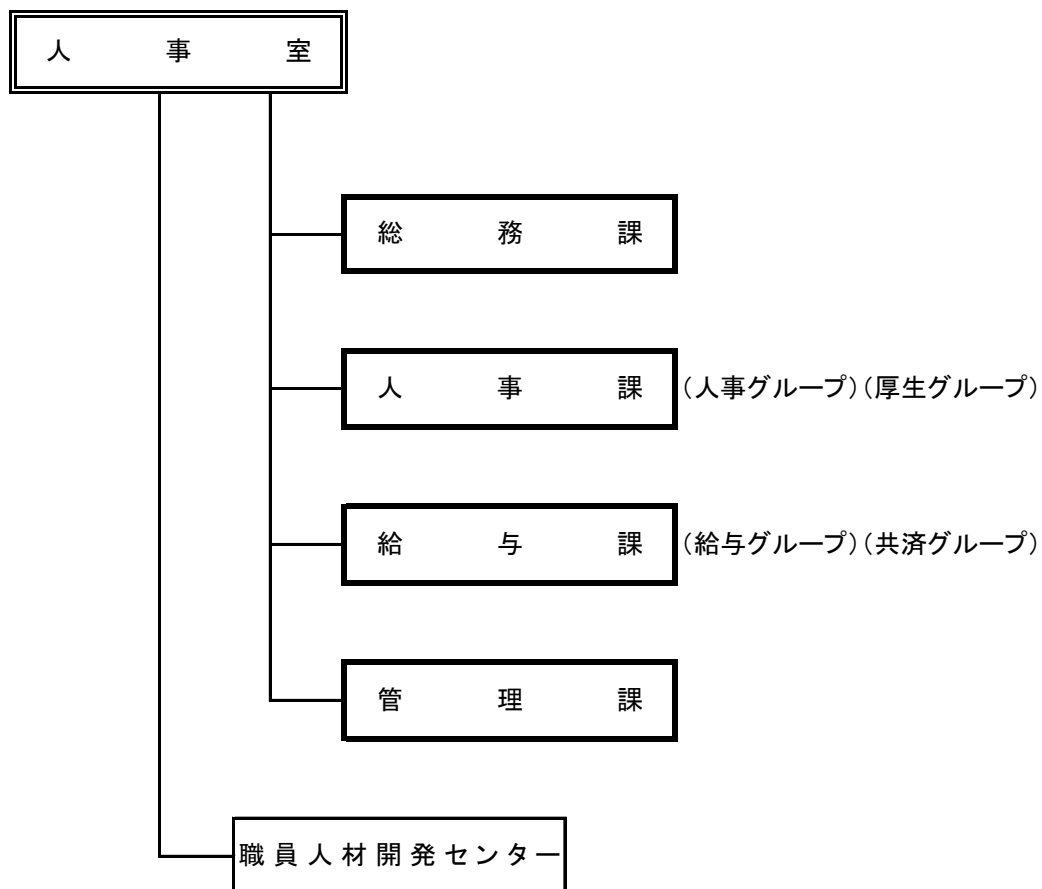 人事室
総務課
人事課(人事グループ)(厚生グループ)
給与課(給与グループ)(共済グループ)
管理課
職員人材開発センター